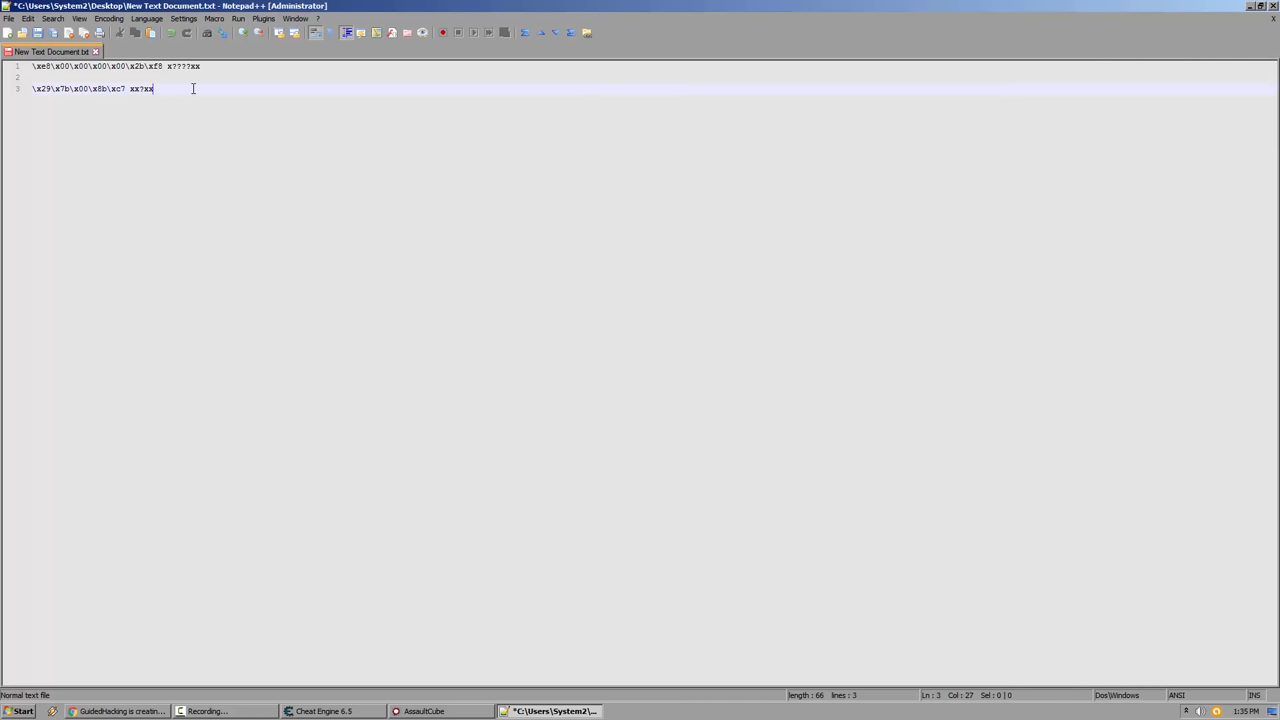 *C:\Users\System2\Desktop\New Text Document.txt - Notepad++ [Administrator]
File Edit Search View Encoding Language Settings Macro Run Plugins Window ?
X
New Text Document.txt
1 \xe8\x00\x00\x00\x00\x2b\xf8 x????xx
2
3 \x29\x7b\x00\x8b\xc7 xx?xx
Normal text file length : 66 lines : 3 Ln : 3 Col : 27 Sel : 0 | 0 Dos\Windows ANSI INS
Start GuidedHacking is creatin... Recording... Cheat Engine 6.5 AssaultCube *C:\Users\System2\... 1:35 PM